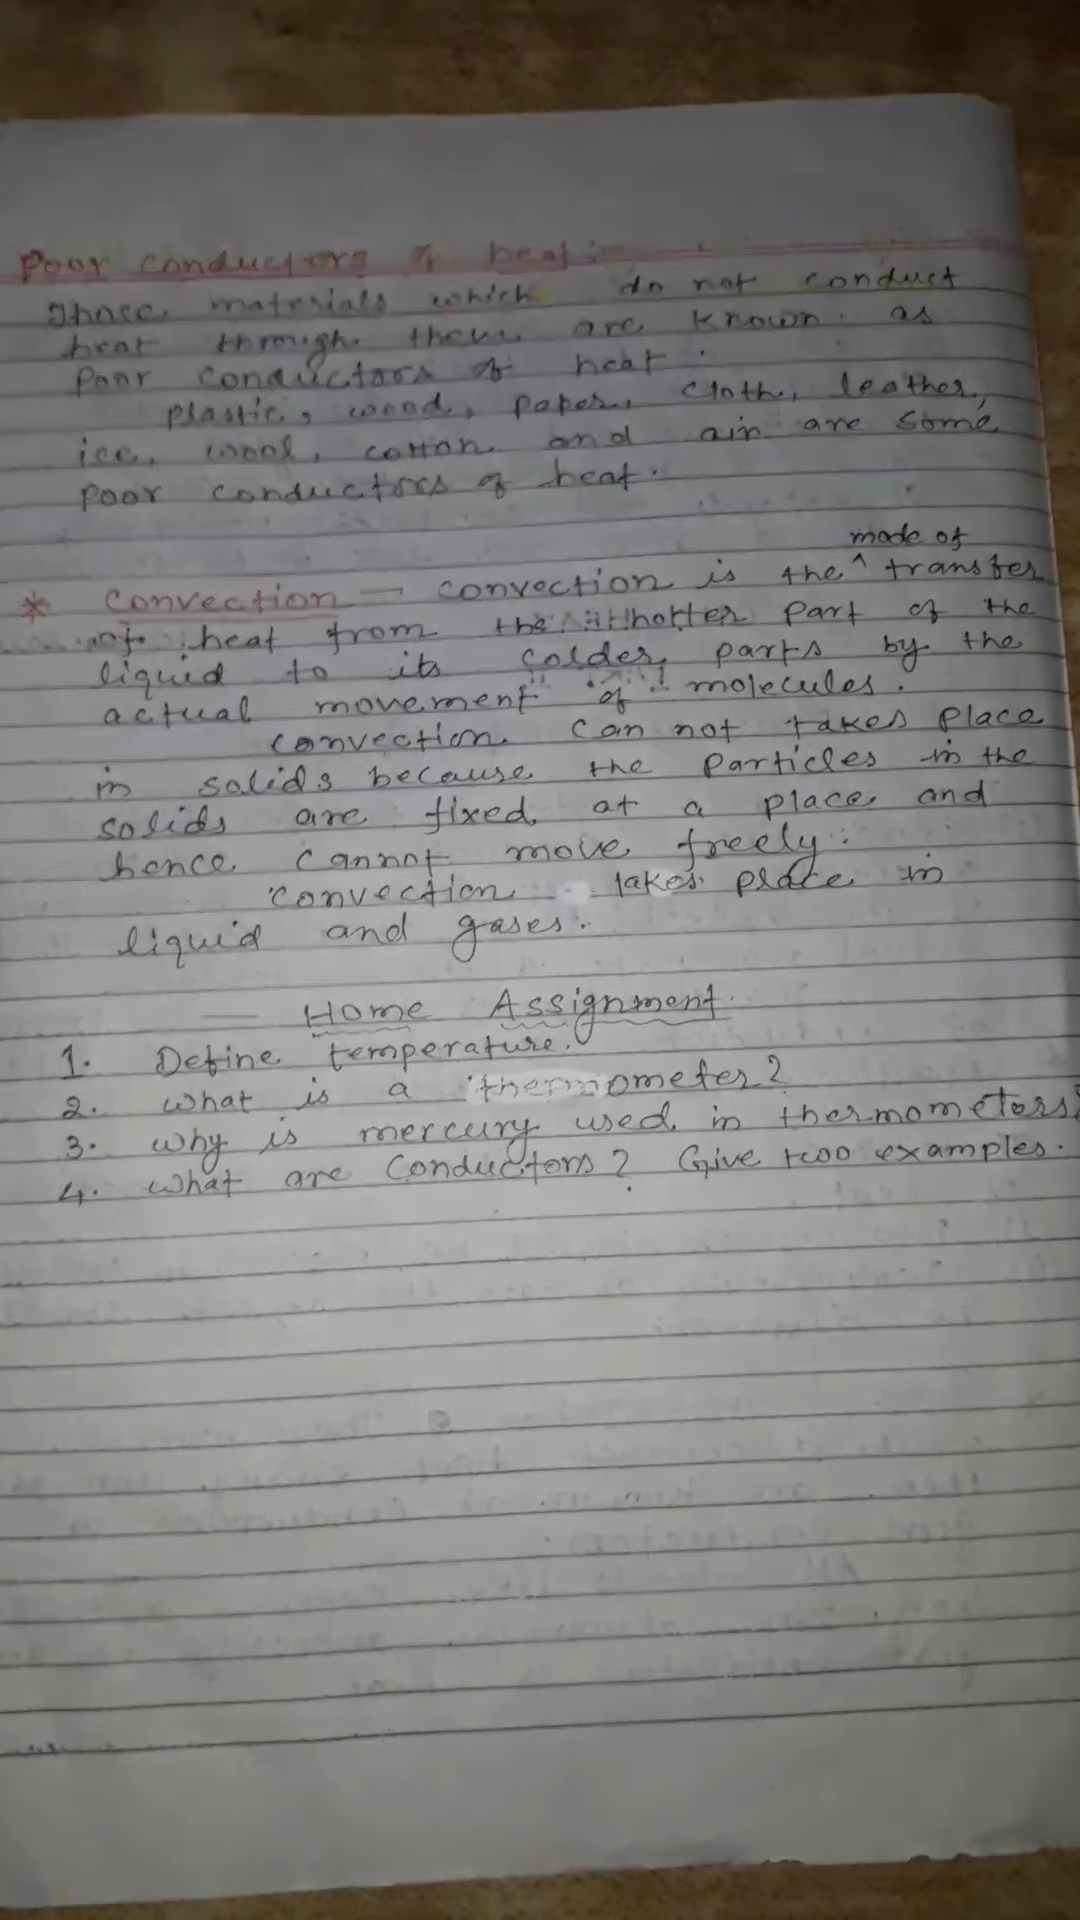 Poor conductors of heat :-
Those materials which do not conduct
heat through them are known as
Poor conductors of heat.
plastic, wood, paper, cloth, leather,
ice, wool, cotton and air are some
Poor conductors of heat.
made of
* Convection — convection is the ^ transfer
of heat from the hotter part of the
liquid to its colder parts by the
actual movement of molecules.
convection can not takes place
in solids because the particles in the
solids are fixed at a place and
hence cannot move freely.
convection takes place in
liquid and gases.
Home Assignment.
1. Define temperature.
2. What is a thermometer?
3. Why is mercury used in thermometors?
4. What are Conductors? Give two examples.